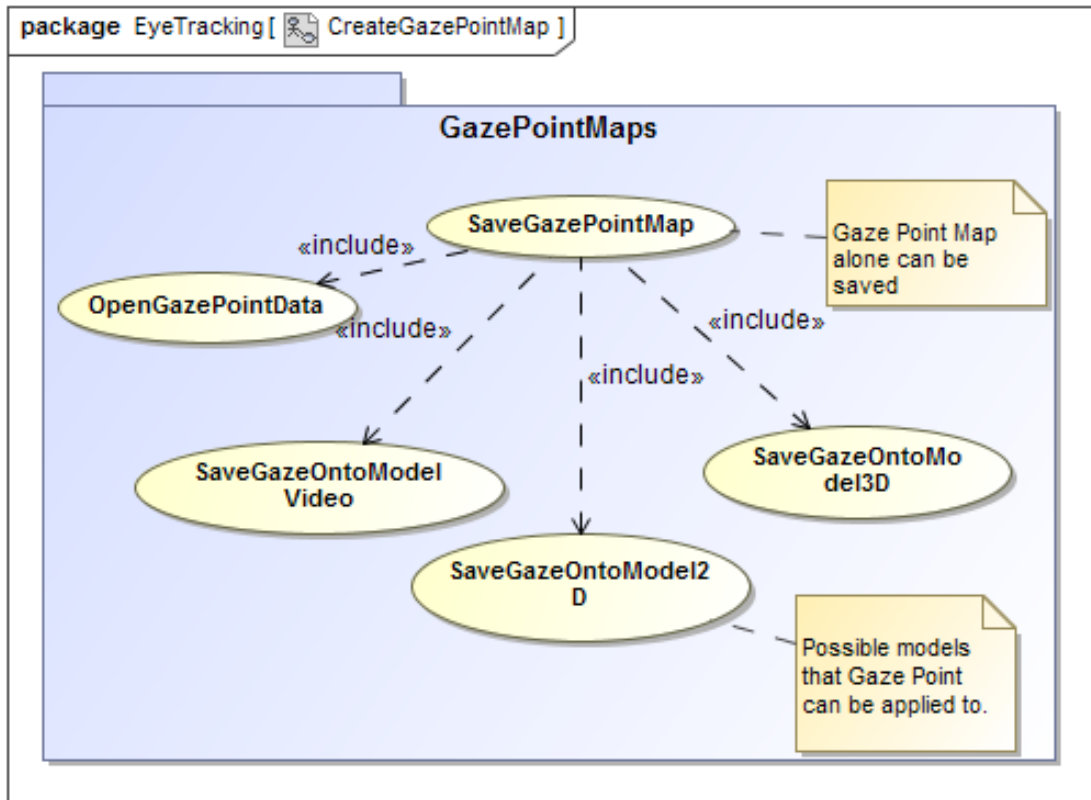 package EyeTracking [ CreateGazePointMap ]
GazePointMaps
SaveGazePointMap
Gaze Point Map
alone can be
saved
«include»
OpenGazePointData
«include»
«include»
«include»
SaveGazeOntoModel
Video
SaveGazeOntoMo
del3D
SaveGazeOntoModel2
D
Possible models
that Gaze Point
can be applied to.